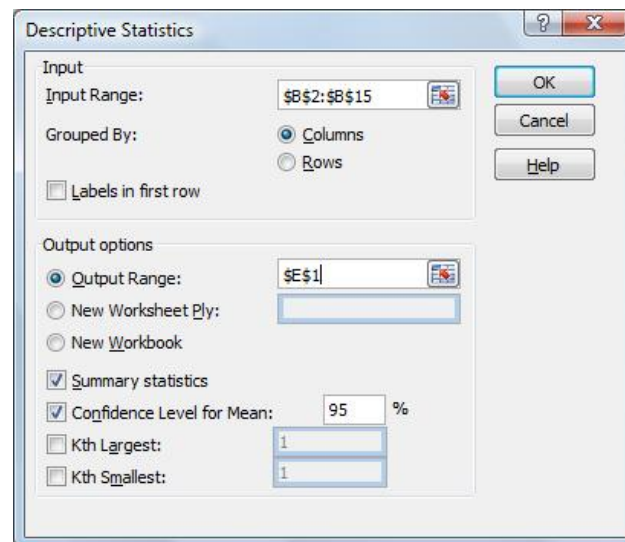 Descriptive Statistics
?
X
Input
Input Range: $B$2:$B$15
OK
Grouped By: Columns
Cancel
Rows
Help
Labels in first row
Output options
Output Range: $E$1
New Worksheet Ply:
New Workbook
Summary statistics
Confidence Level for Mean: 95 %
Kth Largest: 1
Kth Smallest: 1